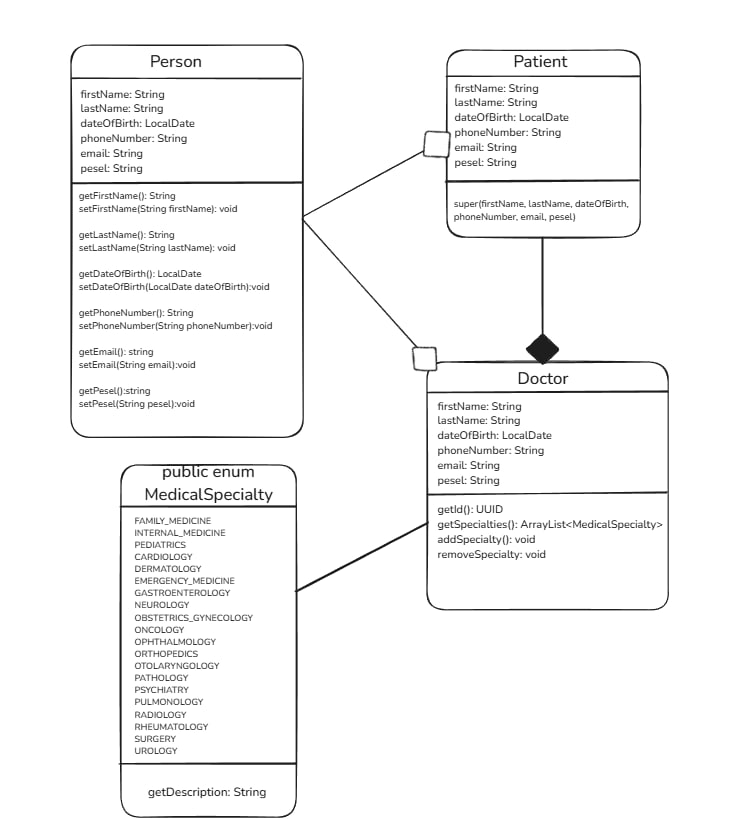 Person
firstName: String
lastName: String
dateOfBirth: LocalDate
phoneNumber: String
email: String
pesel: String
getFirstName(): String
setFirstName(String firstName): void
getLastName(): String
setLastName(String lastName): void
getDateOfBirth(): LocalDate
setDateOfBirth(LocalDate dateOfBirth):void
getPhoneNumber(): String
setPhoneNumber(String phoneNumber):void
getEmail(): string
setEmail(String email):void
getPesel():string
setPesel(String pesel):void
Patient
firstName: String
lastName: String
dateOfBirth: LocalDate
phoneNumber: String
email: String
pesel: String
super(firstName, lastName, dateOfBirth,
phoneNumber, email, pesel)
Doctor
firstName: String
lastName: String
dateOfBirth: LocalDate
phoneNumber: String
email: String
pesel: String
getId(): UUID
getSpecialties(): ArrayList<MedicalSpecialty>
addSpecialty(): void
removeSpecialty: void
public enum
MedicalSpecialty
FAMILY_MEDICINE
INTERNAL_MEDICINE
PEDIATRICS
CARDIOLOGY
DERMATOLOGY
EMERGENCY_MEDICINE
GASTROENTEROLOGY
NEUROLOGY
OBSTETRICS_GYNECOLOGY
ONCOLOGY
OPHTHALMOLOGY
ORTHOPEDICS
OTOLARYNGOLOGY
PATHOLOGY
PSYCHIATRY
PULMONOLOGY
RADIOLOGY
RHEUMATOLOGY
SURGERY
UROLOGY
getDescription: String